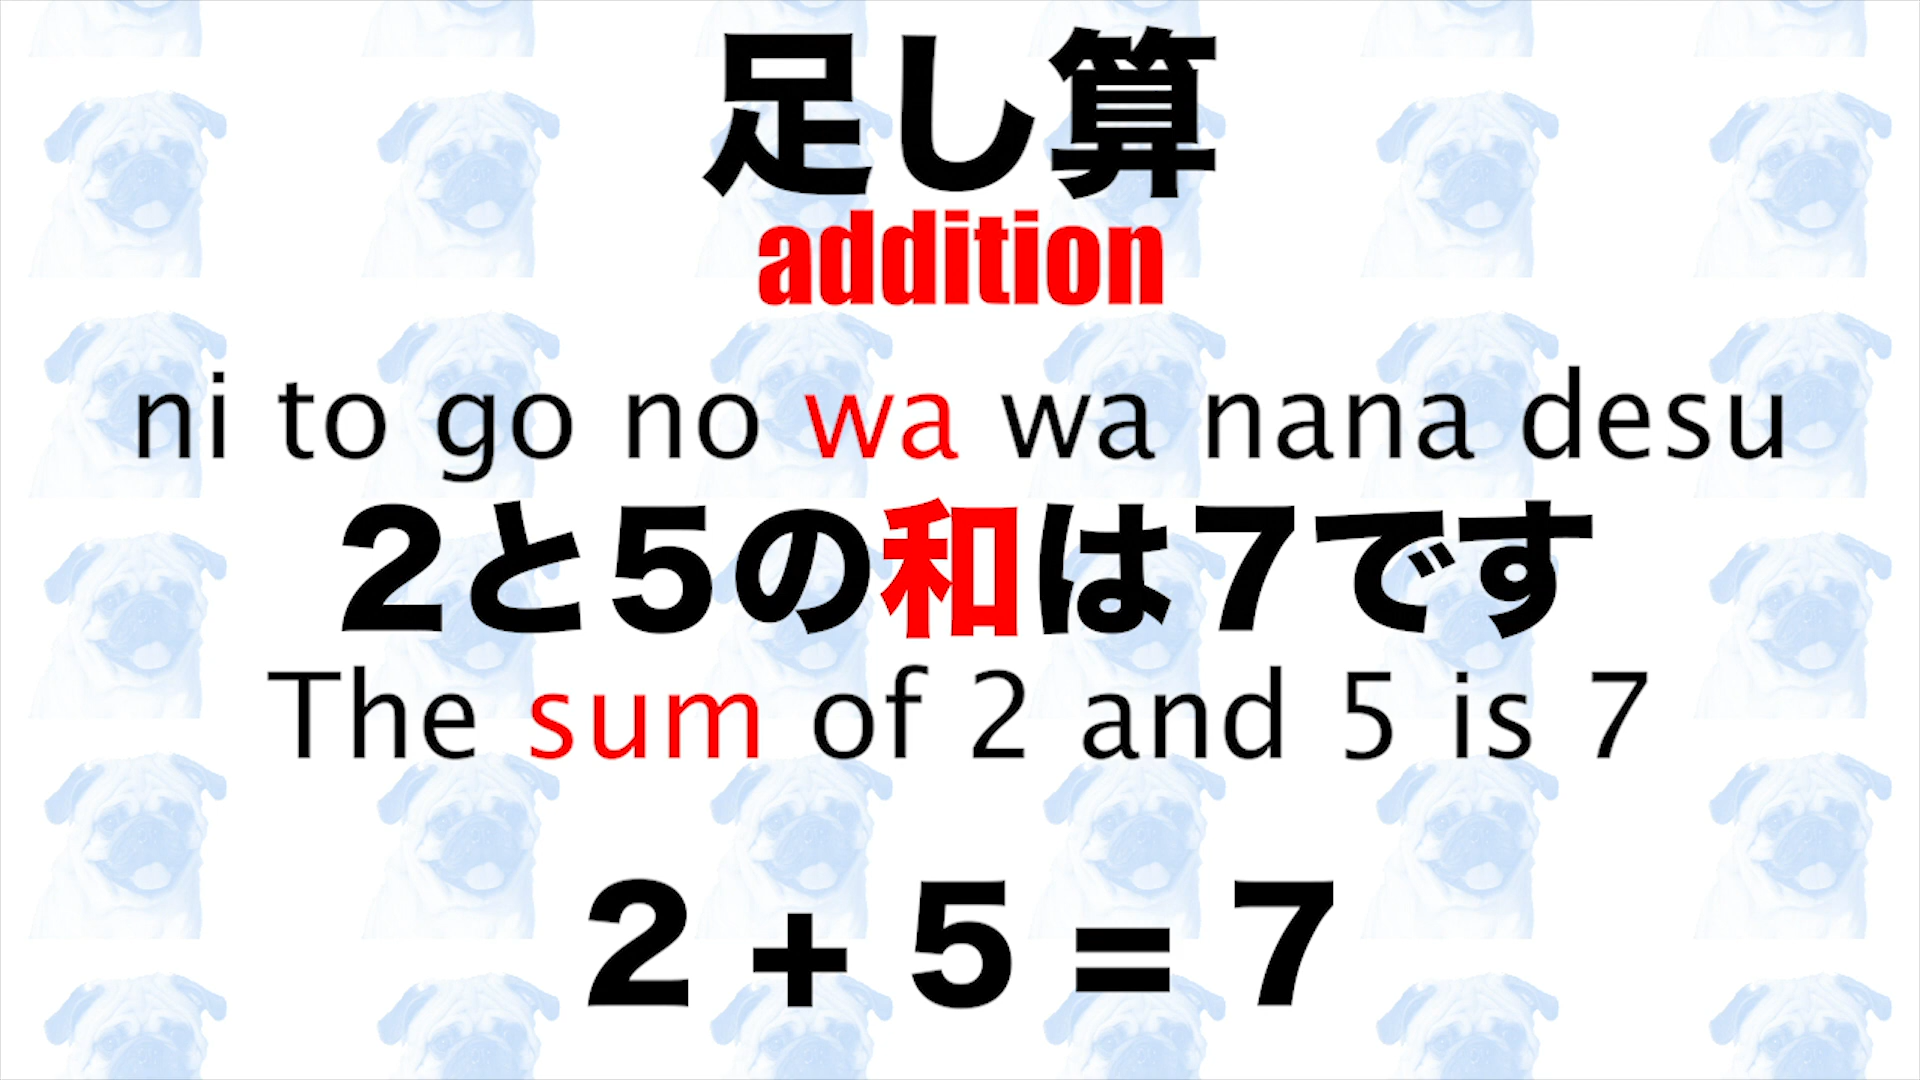 足し算
addition
ni to go no wa wa nana desu
2と5の和は7です
The sum of 2 and 5 is 7
2 + 5 = 7